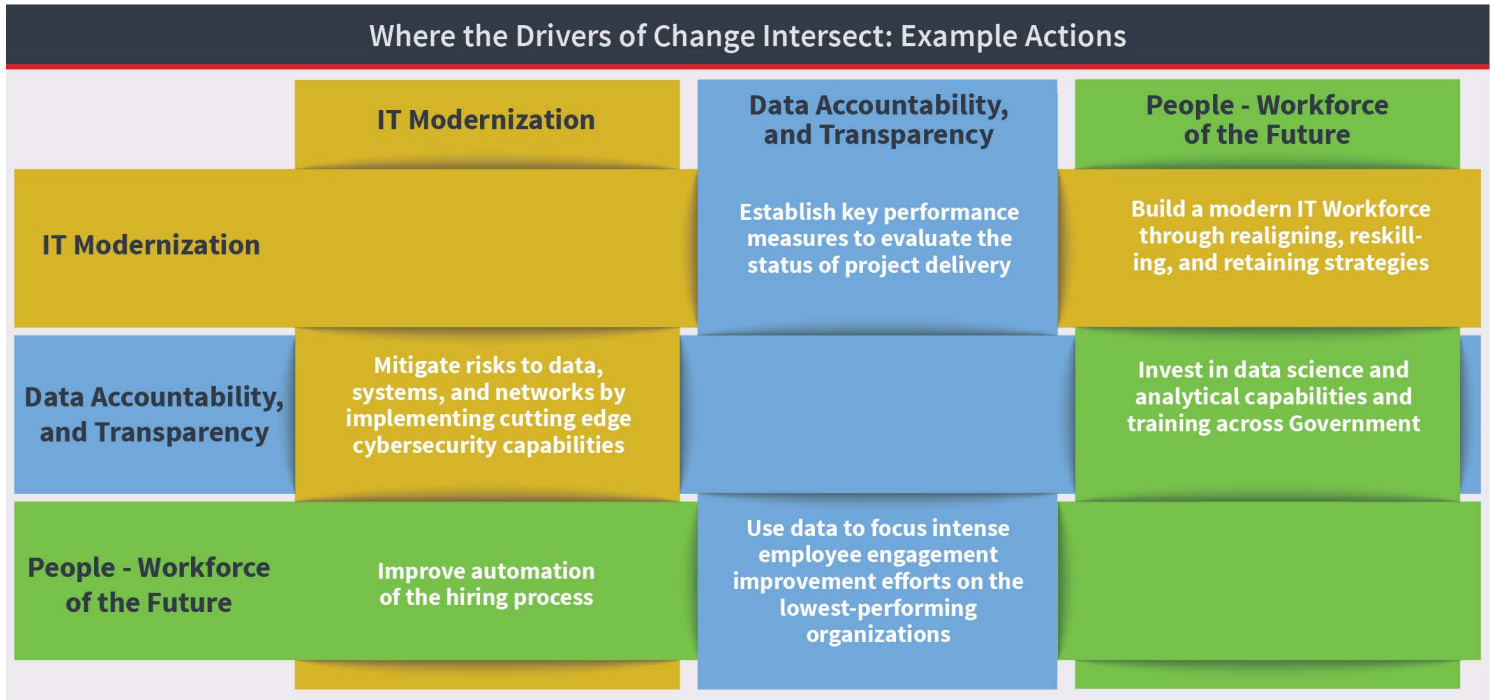 Where the Drivers of Change Intersect: Example Actions
IT Modernization
Data Accountability,
and Transparency
People - Workforce
of the Future
IT Modernization
Establish key performance
measures to evaluate the
status of project delivery
Build a modern IT Workforce
through realigning, reskill-
ing, and retaining strategies
Data Accountability,
and Transparency
Mitigate risks to data,
systems, and networks by
implementing cutting edge
cybersecurity capabilities
Invest in data science and
analytical capabilities and
training across Government
People - Workforce
of the Future
Improve automation
of the hiring process
Use data to focus intense
employee engagement
improvement efforts on the
lowest-performing
organizations